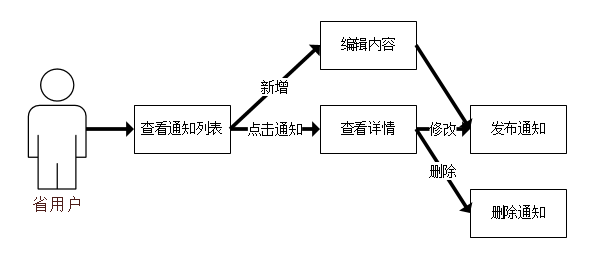 编辑内容
新增
查看通知列表
点击通知
查看详情
修改
发布通知
删除
省用户
删除通知